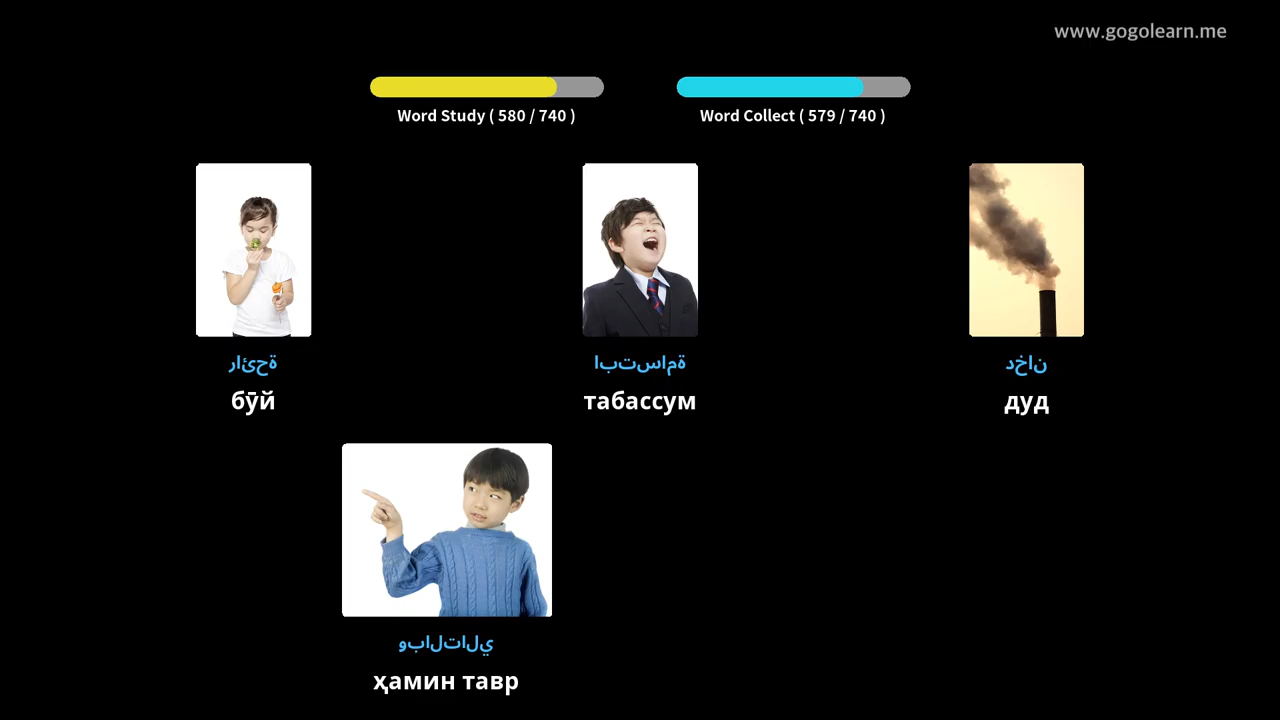 www.gogolearn.me
Word Study ( 580 / 740 )
Word Collect ( 579 / 740 )
رائحة
ابتسامة
دخان
бӯй
табассум
дуд
وبالتالي
ҳамин тавр